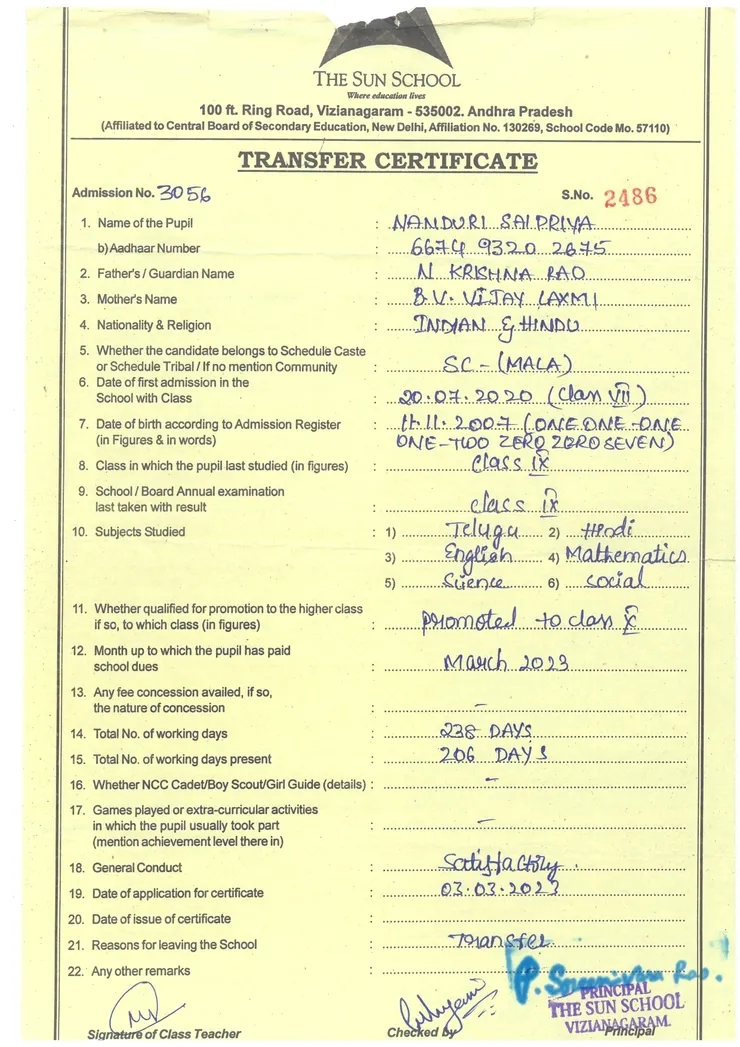 THE SUN SCHOOL
Where education lives
100 ft. Ring Road, Vizianagaram - 535002. Andhra Pradesh
(Affiliated to Central Board of Secondary Education, New Delhi, Affiliation No. 130269, School Code Mo. 57110)
TRANSFER CERTIFICATE
Admission No. 3056 S.No. 2486
1. Name of the Pupil : NANDURI SAI PRIYA
b) Aadhaar Number : 6674 9320 2675
2. Father's / Guardian Name : N KRISHNA RAO
3. Mother's Name : B.V. VIJAY LAXMI
4. Nationality & Religion : INDIAN & HINDU
5. Whether the candidate belongs to Schedule Caste
or Schedule Tribal / If no mention Community : SC - (MALA)
6. Date of first admission in the
School with Class : 20.07.2020 (Class VII)
7. Date of birth according to Admission Register : 11.11.2007 (ONE ONE -ONE
(in Figures & in words) ONE-TWO ZERO ZERO SEVEN)
8. Class in which the pupil last studied (in figures) : Class IX
9. School / Board Annual examination
last taken with result : class IX
10. Subjects Studied : 1) Telugu 2) Hindi
3) English 4) Mathematics
5) Science 6) Social
11. Whether qualified for promotion to the higher class
if so, to which class (in figures) : promoted to class X
12. Month up to which the pupil has paid
school dues : March 2023
13. Any fee concession availed, if so,
the nature of concession : -
14. Total No. of working days : 238 DAYS
15. Total No. of working days present : 206 DAYS
16. Whether NCC Cadet/Boy Scout/Girl Guide (details) : -
17. Games played or extra-curricular activities
in which the pupil usually took part : -
(mention achievement level there in)
18. General Conduct : Satisfactory.
19. Date of application for certificate : 03.03.2023
20. Date of issue of certificate :
21. Reasons for leaving the School : Transfer
22. Any other remarks :
P. Sreenivasa Rao.
PRINCIPAL
THE SUN SCHOOL
VIZIANAGARAM.
Signature of Class Teacher Checked by Principal